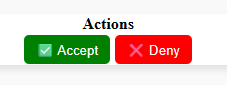 Actions
✅ Accept ❌ Deny